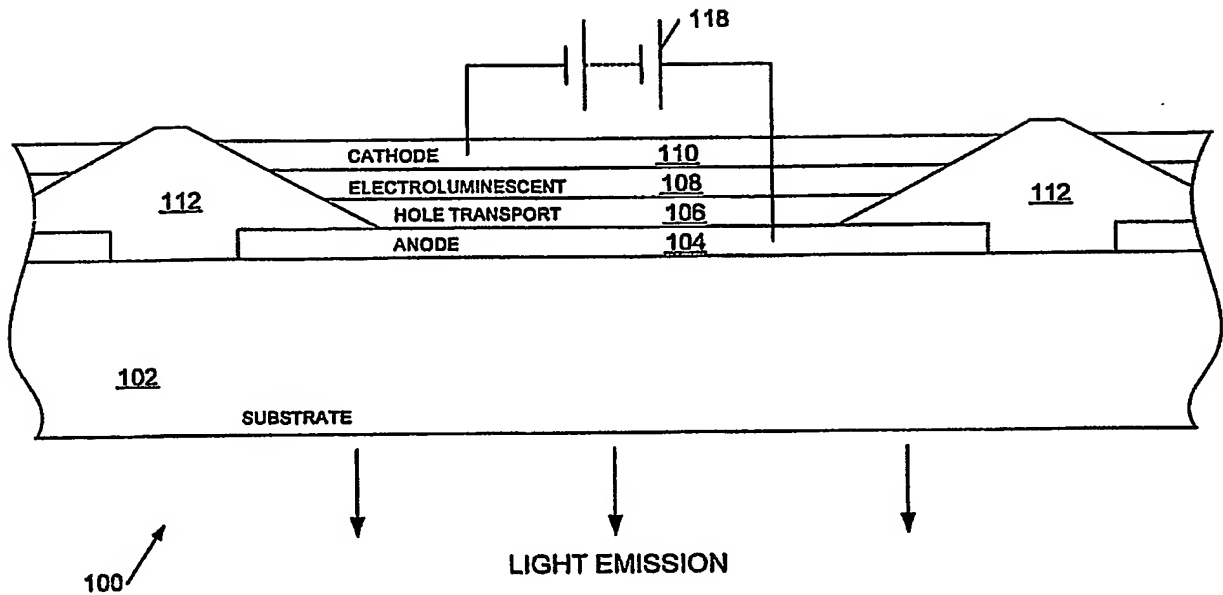 118
CATHODE 110
ELECTROLUMINESCENT 108
112
HOLE TRANSPORT 106
112
ANODE 104
102
SUBSTRATE
LIGHT EMISSION
100